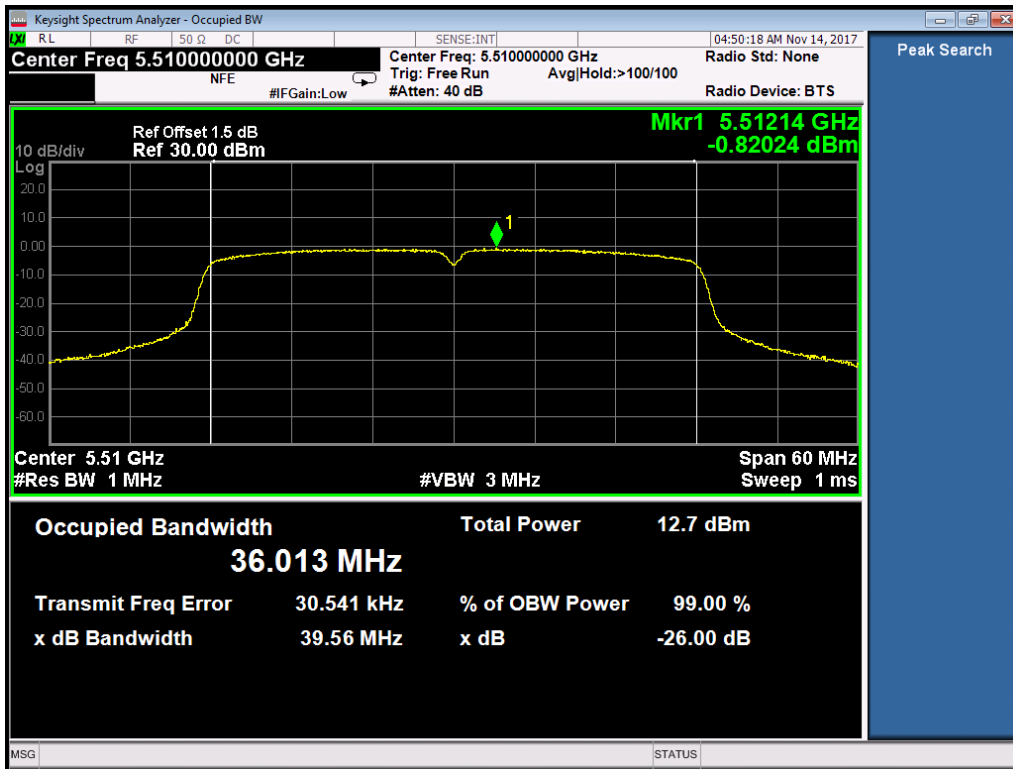 Keysight Spectrum Analyzer - Occupied BW
LXI RL RF 50 Ω DC SENSE:INT 04:50:18 AM Nov 14, 2017
Center Freq 5.510000000 GHz
NFE
#IFGain:Low
Center Freq: 5.510000000 GHz
Trig: Free Run Avg|Hold:>100/100
#Atten: 40 dB
Radio Std: None
Radio Device: BTS
Peak Search
Ref Offset 1.5 dB
10 dB/div Ref 30.00 dBm
Mkr1 5.51214 GHz
-0.82024 dBm
Log
20.0
10.0
1
0.00
-10.0
-20.0
-30.0
-40.0
-50.0
-60.0
Center 5.51 GHz Span 60 MHz
#Res BW 1 MHz #VBW 3 MHz Sweep 1 ms
Occupied Bandwidth Total Power 12.7 dBm
36.013 MHz
Transmit Freq Error 30.541 kHz % of OBW Power 99.00 %
x dB Bandwidth 39.56 MHz x dB -26.00 dB
MSG STATUS